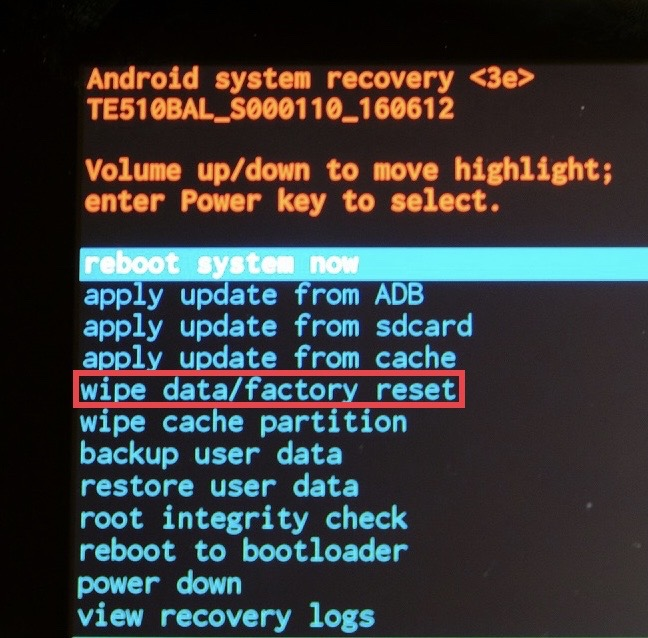 Android system recovery <3e>
TE510BAL_S000110_160612
Volume up/down to move highlight;
enter Power key to select.
reboot system now
apply update from ADB
apply update from sdcard
apply update from cache
wipe data/factory reset
wipe cache partition
backup user data
restore user data
root integrity check
reboot to bootloader
power down
view recovery logs